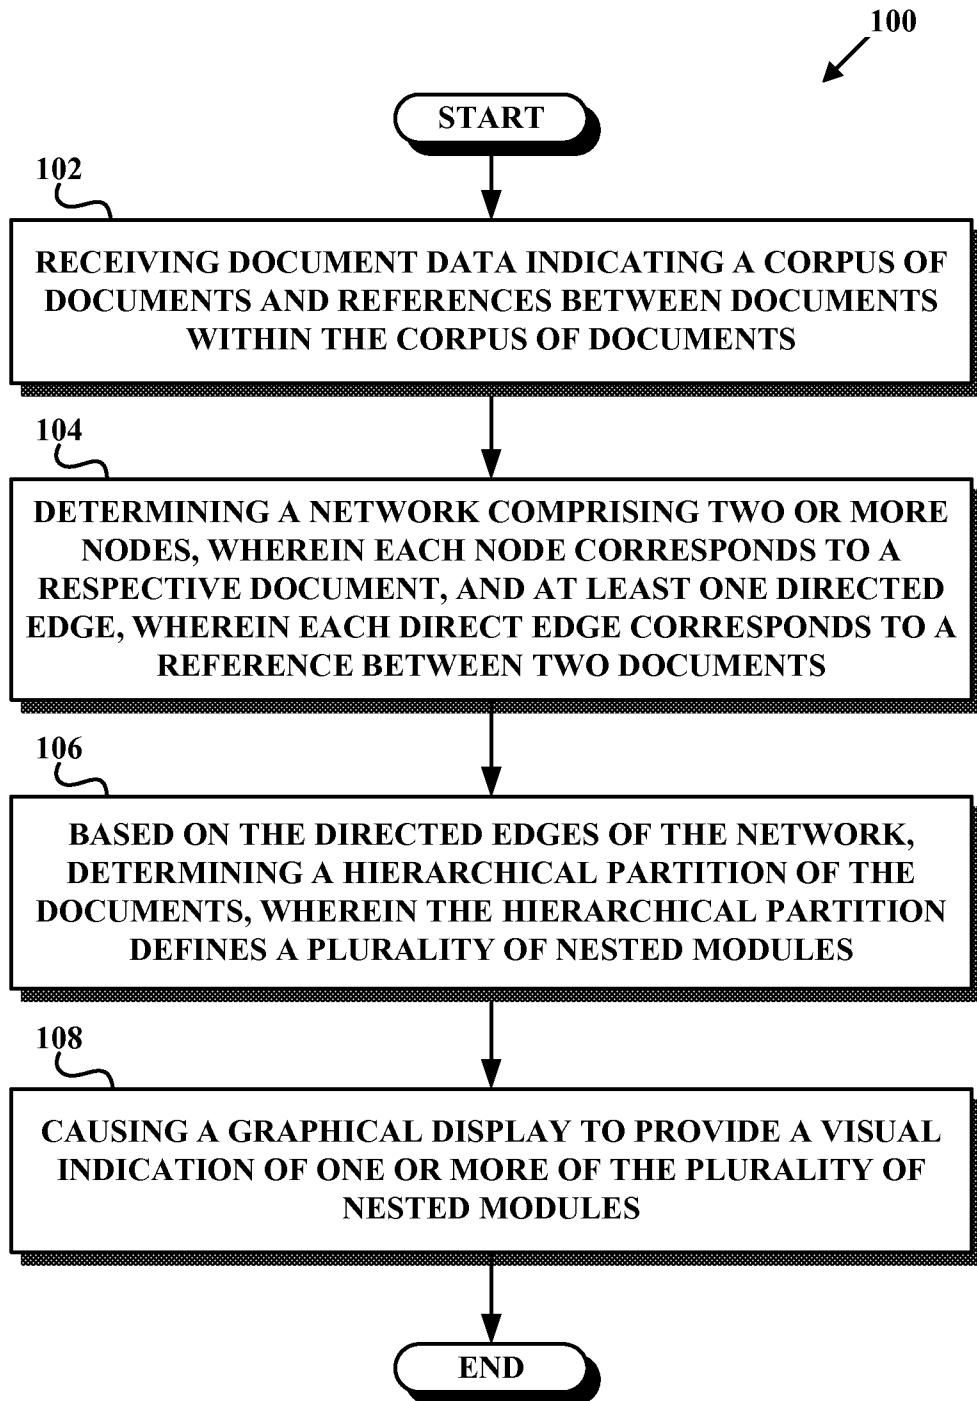 100
START
102
RECEIVING DOCUMENT DATA INDICATING A CORPUS OF
DOCUMENTS AND REFERENCES BETWEEN DOCUMENTS
WITHIN THE CORPUS OF DOCUMENTS
104
DETERMINING A NETWORK COMPRISING TWO OR MORE
NODES, WHEREIN EACH NODE CORRESPONDS TO A
RESPECTIVE DOCUMENT, AND AT LEAST ONE DIRECTED
EDGE, WHEREIN EACH DIRECT EDGE CORRESPONDS TO A
REFERENCE BETWEEN TWO DOCUMENTS
106
BASED ON THE DIRECTED EDGES OF THE NETWORK,
DETERMINING A HIERARCHICAL PARTITION OF THE
DOCUMENTS, WHEREIN THE HIERARCHICAL PARTITION
DEFINES A PLURALITY OF NESTED MODULES
108
CAUSING A GRAPHICAL DISPLAY TO PROVIDE A VISUAL
INDICATION OF ONE OR MORE OF THE PLURALITY OF
NESTED MODULES
END